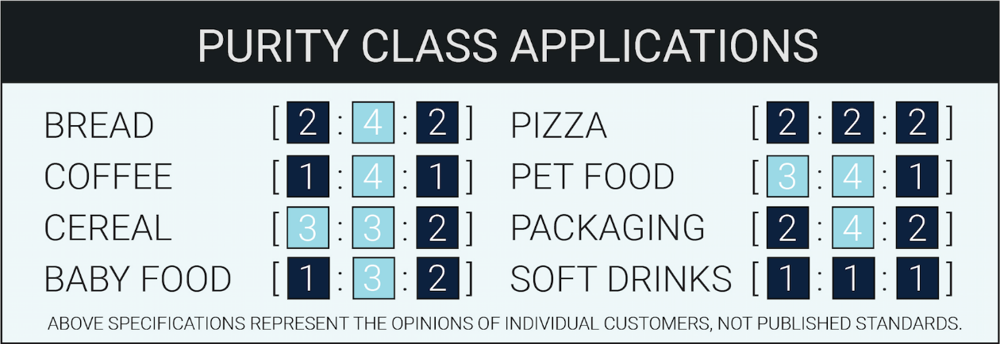 PURITY CLASS APPLICATIONS
BREAD [2:4:2] PIZZA [2:2:2]
COFFEE [1:4:1] PET FOOD [3:4:1]
CEREAL [3:3:2] PACKAGING [2:4:2]
BABY FOOD [1:3:2] SOFT DRINKS [1:1:1]
ABOVE SPECIFICATIONS REPRESENT THE OPINIONS OF INDIVIDUAL CUSTOMERS, NOT PUBLISHED STANDARDS.